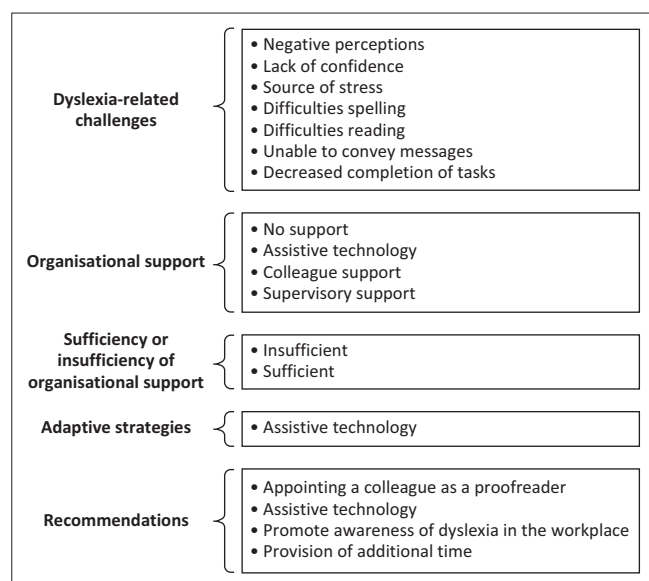 Dyslexia-related
challenges
• Negative perceptions
• Lack of confidence
• Source of stress
• Difficulties spelling
• Difficulties reading
• Unable to convey messages
• Decreased completion of tasks
Organisational support
• No support
• Assistive technology
• Colleague support
• Supervisory support
Sufficiency or
insufficiency of
organisational support
• Insufficient
• Sufficient
Adaptive strategies
• Assistive technology
Recommendations
• Appointing a colleague as a proofreader
• Assistive technology
• Promote awareness of dyslexia in the workplace
• Provision of additional time